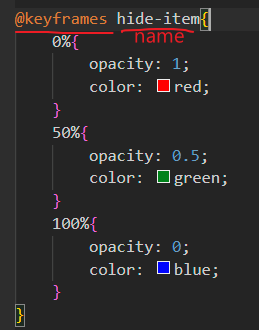 @keyframes hide-item{
name
0%{
opacity: 1;
color: red;
}
50%{
opacity: 0.5;
color: green;
}
100%{
opacity: 0;
color: blue;
}
}